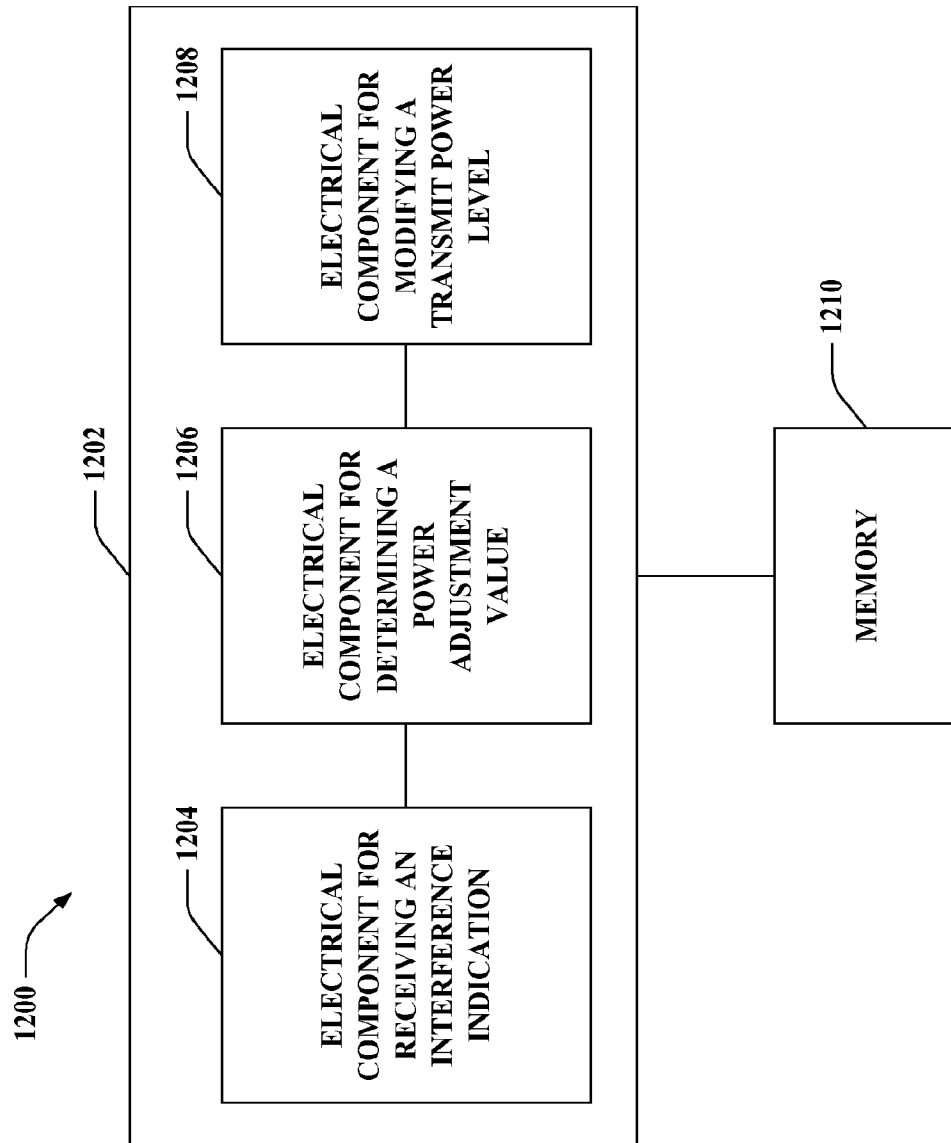 1200
1202
1204
ELECTRICAL
COMPONENT FOR
RECEIVING AN
INTERFERENCE
INDICATION
1206
ELECTRICAL
COMPONENT FOR
DETERMINING A
POWER
ADJUSTMENT
VALUE
1208
ELECTRICAL
COMPONENT FOR
MODIFYING A
TRANSMIT POWER
LEVEL
1210
MEMORY